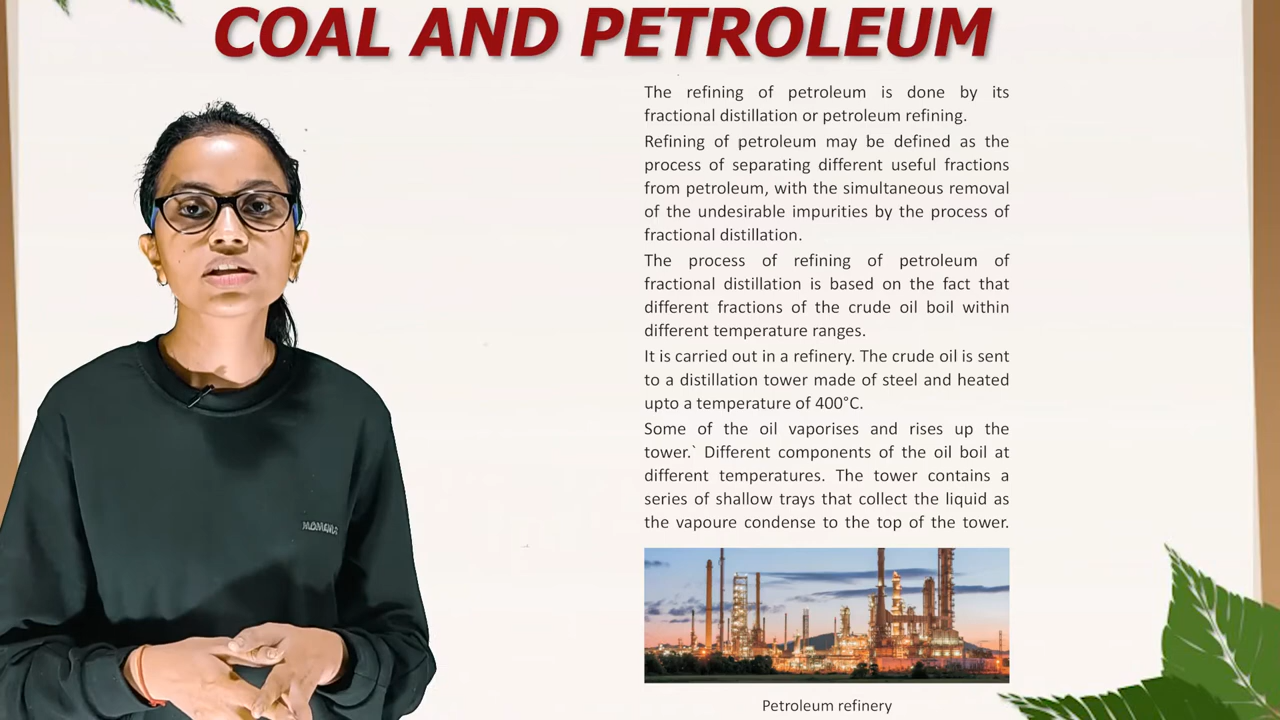 COAL AND PETROLEUM
The refining of petroleum is done by its
fractional distillation or petroleum refining.
Refining of petroleum may be defined as the
process of separating different useful fractions
from petroleum, with the simultaneous removal
of the undesirable impurities by the process of
fractional distillation.
The process of refining of petroleum of
fractional distillation is based on the fact that
different fractions of the crude oil boil within
different temperature ranges.
It is carried out in a refinery. The crude oil is sent
to a distillation tower made of steel and heated
upto a temperature of 400°C.
Some of the oil vaporises and rises up the
tower.` Different components of the oil boil at
different temperatures. The tower contains a
series of shallow trays that collect the liquid as
the vapoure condense to the top of the tower.
Petroleum refinery